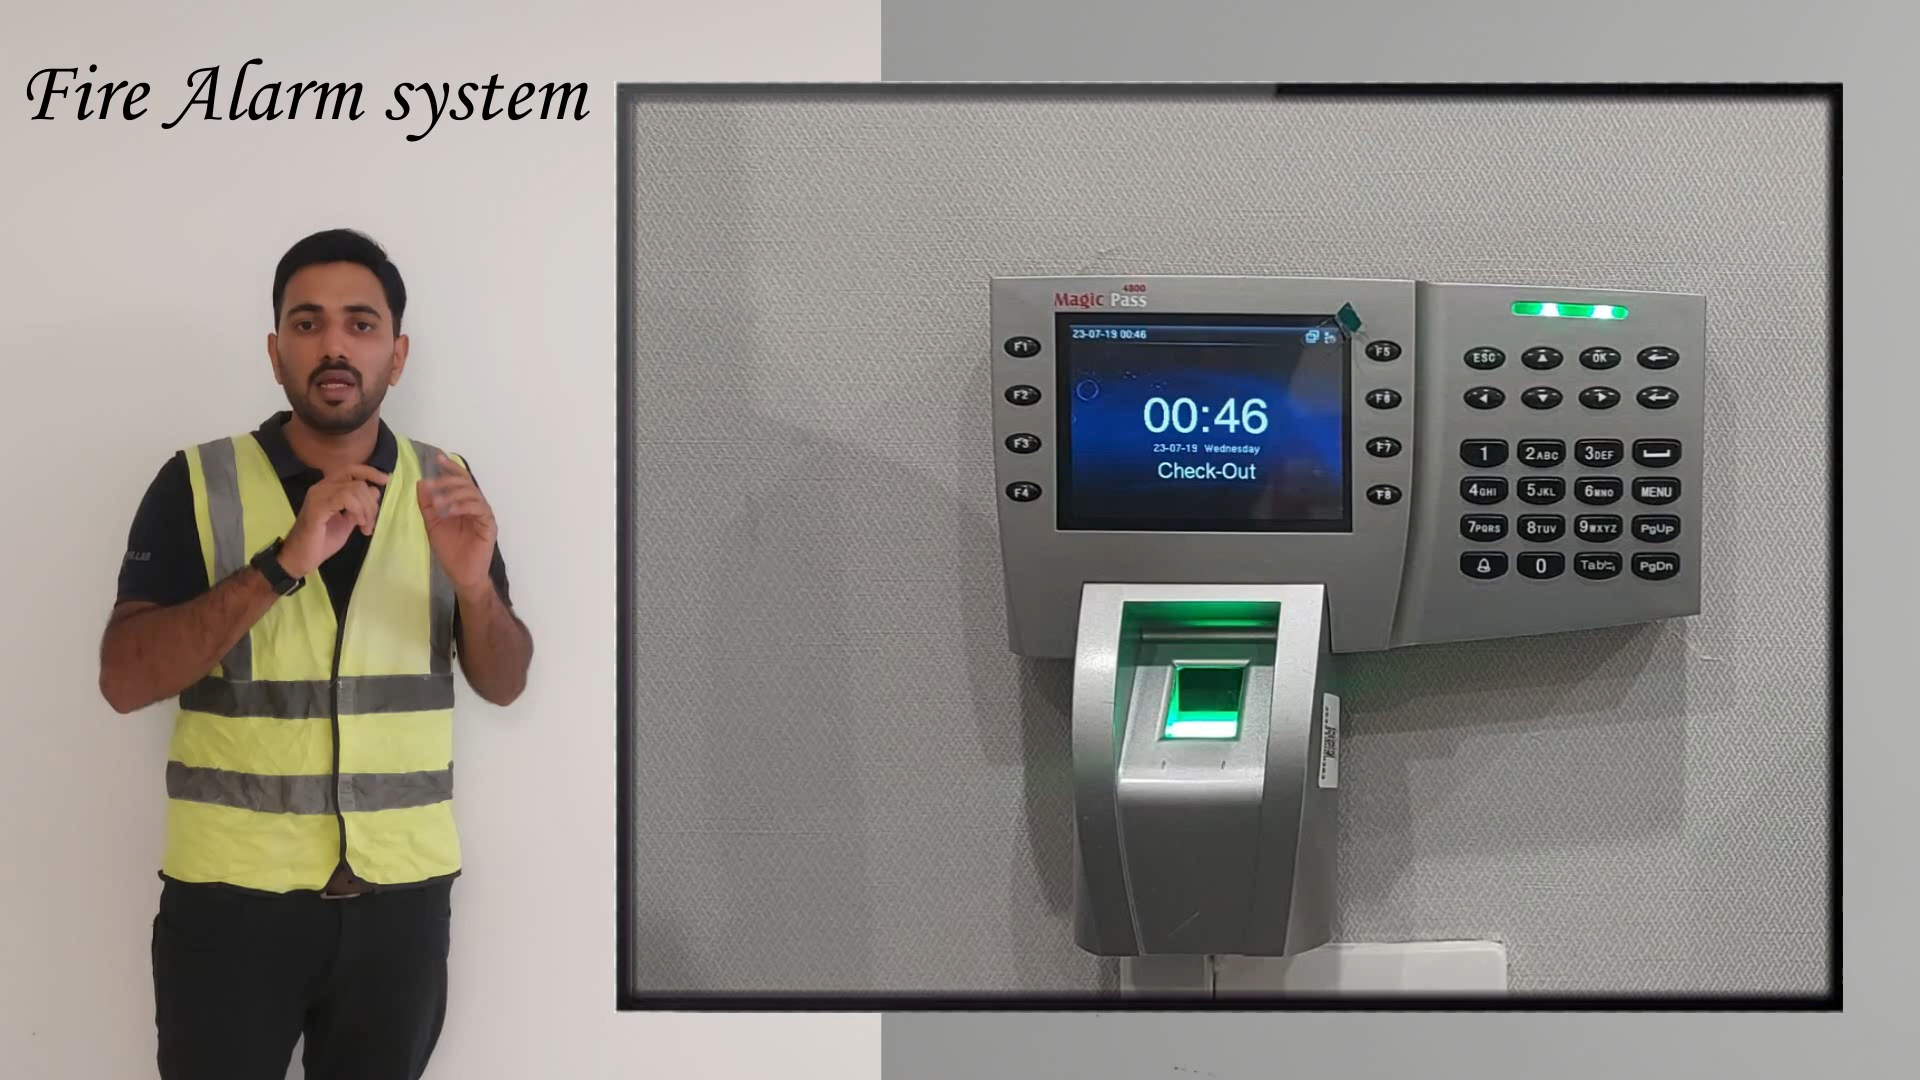 Fire Alarm system
4800
Magic Pass
23-07-19 00:46
00:46
23-07-19 Wednesday
Check-Out
F1
F2
F3
F4
F5
F6
F7
F8
ESC
OK
1 2ABC 3DEF
4GHI 5JKL 6MNO MENU
7PQRS 8TUV 9WXYZ PgUp
0 Tab PgDn